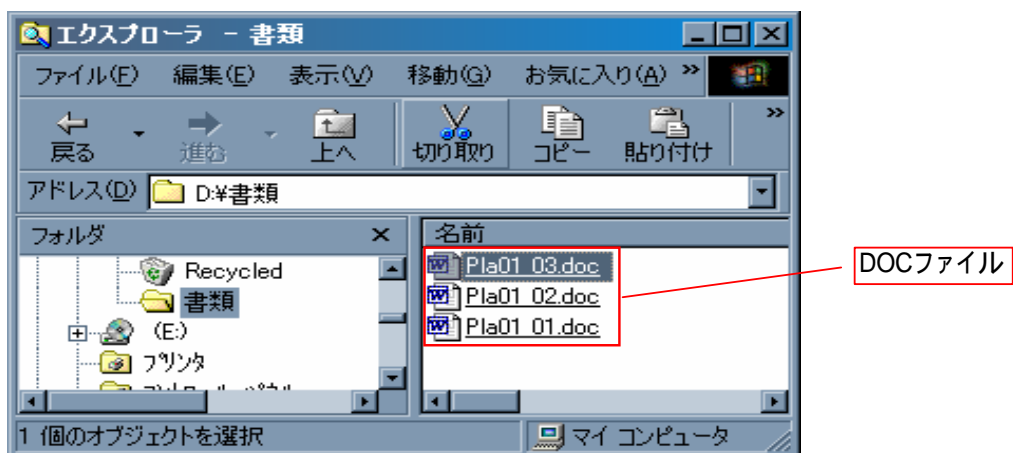 エクスプローラ - 書類
ファイル(F) 編集(E) 表示(V) 移動(G) お気に入り(A) »
戻る 進む 上へ 切り取り コピー 貼り付け »
アドレス(D) D:¥書類
フォルダ × 名前
Recycled Pla01_03.doc
書類 Pla01_02.doc
(E:) Pla01_01.doc
プリンタ
DOCファイル
1 個のオブジェクトを選択 マイ コンピュータ